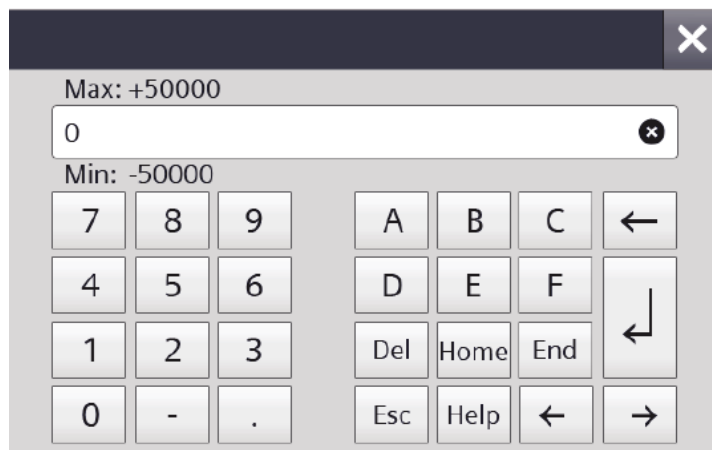 Max: +50000
0
Min: -50000
7 8 9 A B C ←
4 5 6 D E F ↵
1 2 3 Del Home End
0 - . Esc Help ← →